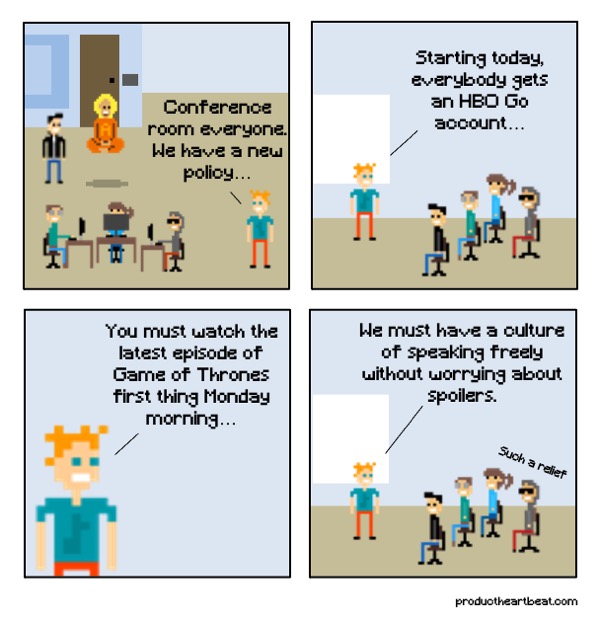 Conference
room everyone.
We have a new
policy...
Starting today,
everybody gets
an HBO Go
account...
You must watch the
latest episode of
Game of Thrones
first thing Monday
morning...
We must have a culture
of speaking freely
without worrying about
spoilers.
Such a relief
productheartbeat.com